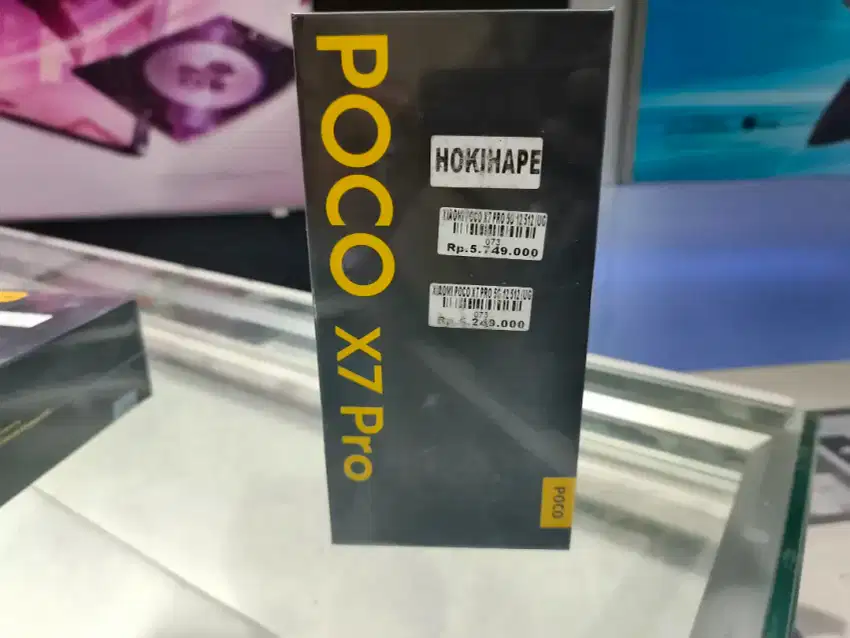 POCO X7 Pro
HOKIHAPE
XIAOMI POCO X7 PRO 5G 12 512 /UG
073
Rp.5.749.000
XIAOMI POCO X7 PRO 5G 12 512 /UG
073
POCO